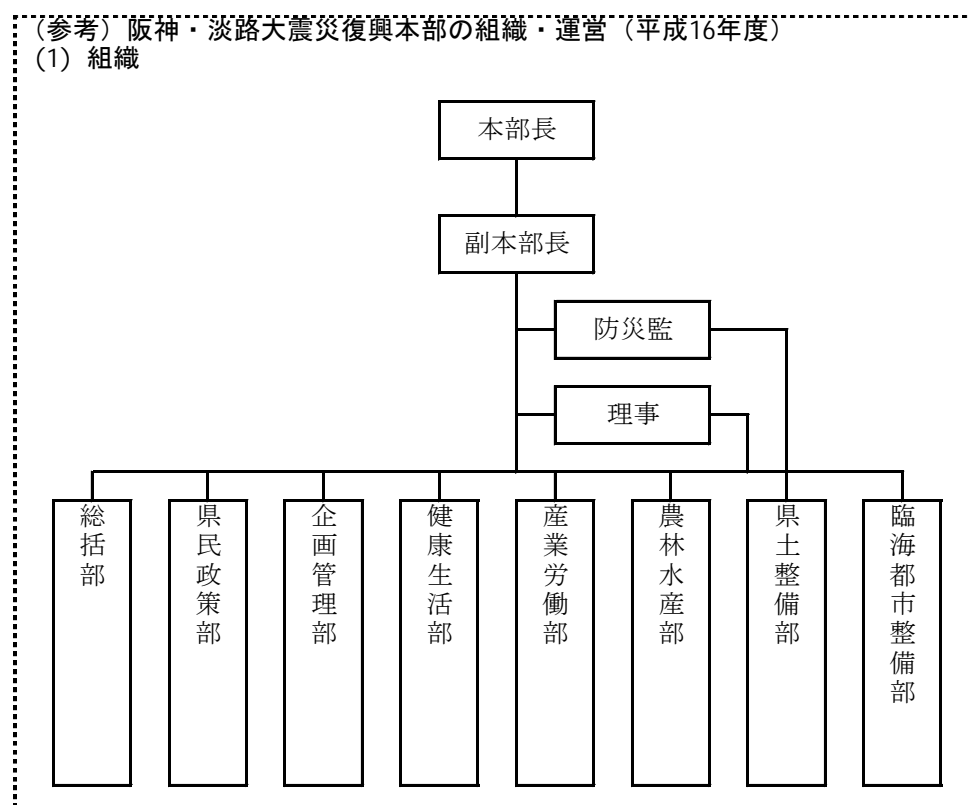 (参考) 阪神・淡路大震災復興本部の組織・運営 (平成16年度)
(1) 組織
本部長
副本部長
防災監
理事
総括部
県民政策部
企画管理部
健康生活部
産業労働部
農林水産部
県土整備部
臨海都市整備部